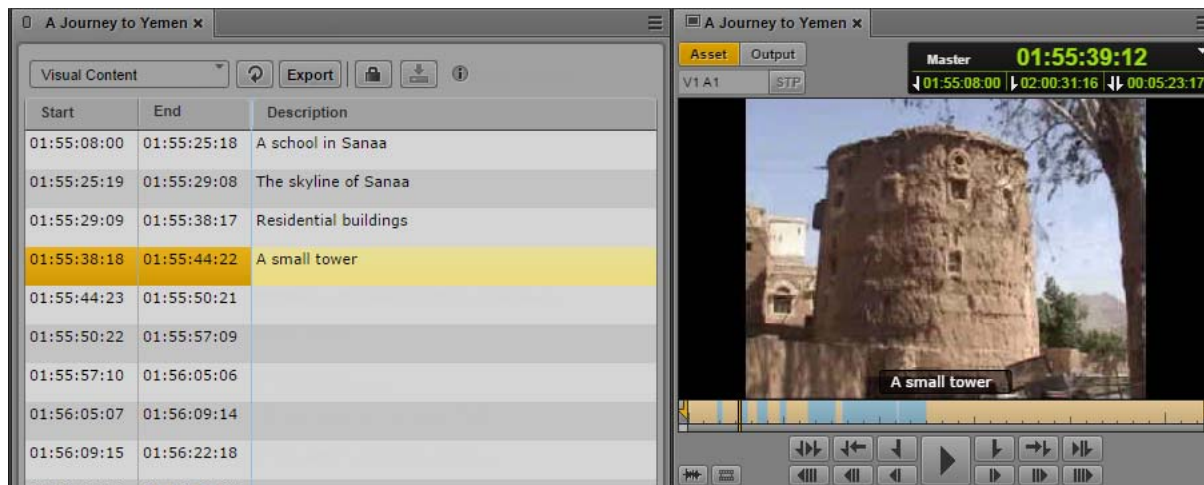 A Journey to Yemen x
Visual Content
Export
Start End Description
01:55:08:00 01:55:25:18 A school in Sanaa
01:55:25:19 01:55:29:08 The skyline of Sanaa
01:55:29:09 01:55:38:17 Residential buildings
01:55:38:18 01:55:44:22 A small tower
01:55:44:23 01:55:50:21
01:55:50:22 01:55:57:09
01:55:57:10 01:56:05:06
01:56:05:07 01:56:09:14
01:56:09:15 01:56:22:18
A Journey to Yemen x
Asset Output
Master 01:55:39:12
V1 A1 STP
01:55:08:00 02:00:31:16 00:05:23:17
A small tower